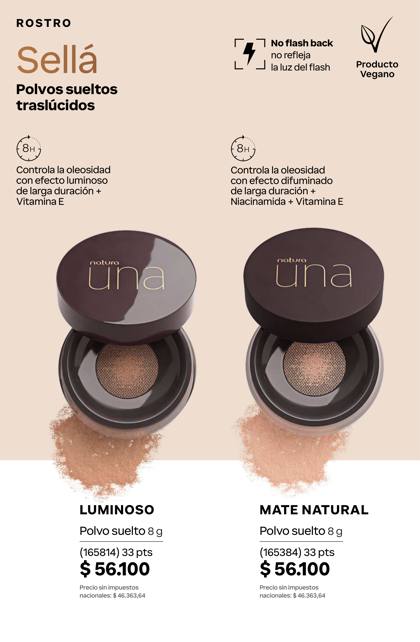 ROSTRO
Sellá
Polvos sueltos
traslúcidos
No flash back
no refleja
la luz del flash
Producto
Vegano
8H
Controla la oleosidad
con efecto luminoso
de larga duración +
Vitamina E
8H
Controla la oleosidad
con efecto difuminado
de larga duración +
Niacinamida + Vitamina E
natura
una
natura
una
LUMINOSO
Polvo suelto 8 g
(165814) 33 pts
$ 56.100
Precio sin impuestos
nacionales: $ 46.363,64
MATE NATURAL
Polvo suelto 8 g
(165384) 33 pts
$ 56.100
Precio sin impuestos
nacionales: $ 46.363,64